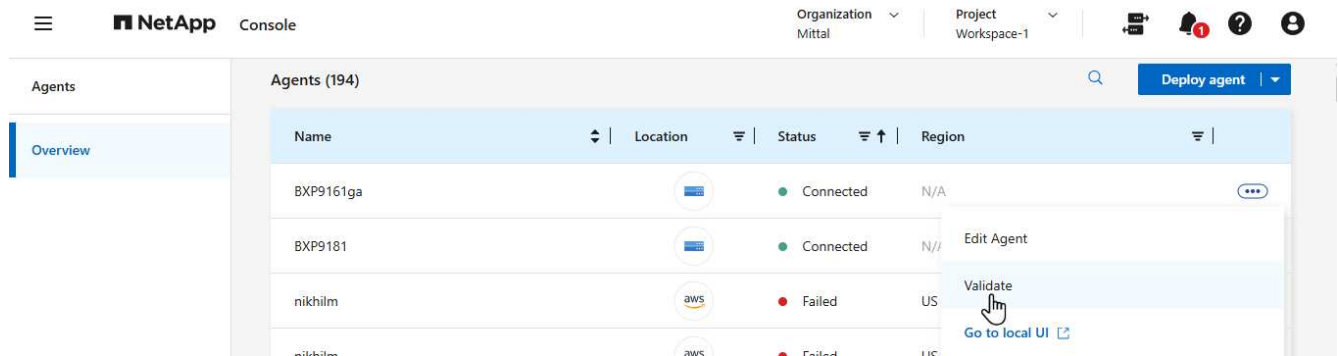 NetApp Console
Organization
Mittal
Project
Workspace-1
1
Agents
Overview
Agents (194)
Deploy agent
Name Location Status Region
BXP9161ga Connected N/A
BXP9181 Connected N/
nikhilm aws Failed US
nikhilm aws Failed US
Edit Agent
Validate
Go to local UI